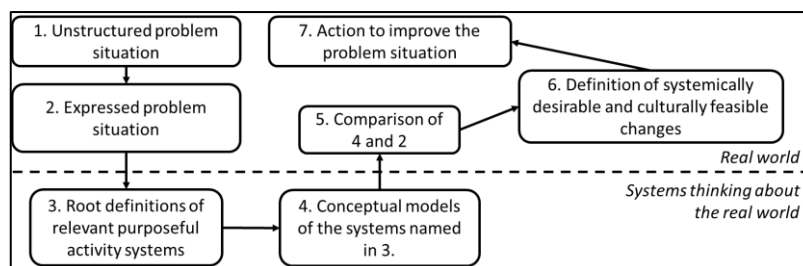 1. Unstructured problem
situation
7. Action to improve the
problem situation
2. Expressed problem
situation
6. Definition of systemically
desirable and culturally feasible
changes
5. Comparison of
4 and 2
Real world
Systems thinking about
the real world
3. Root definitions of
relevant purposeful
activity systems
4. Conceptual models
of the systems named
in 3.